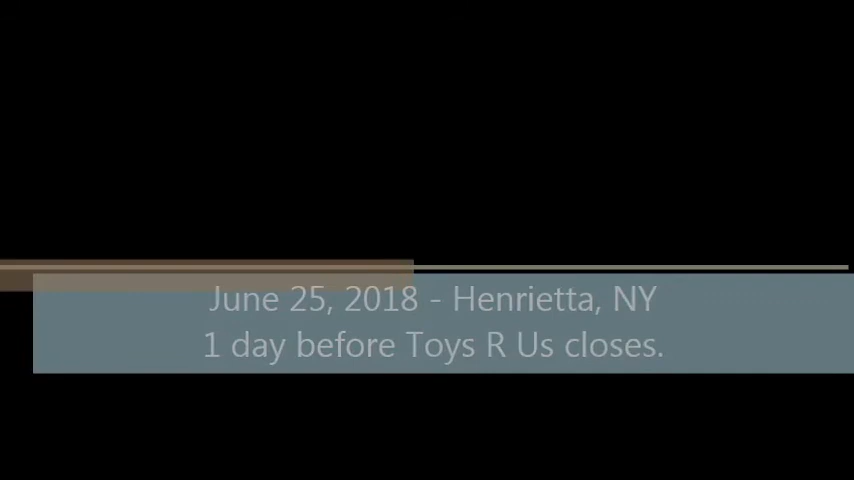 June 25, 2018 - Henrietta, NY
1 day before Toys R Us closes.